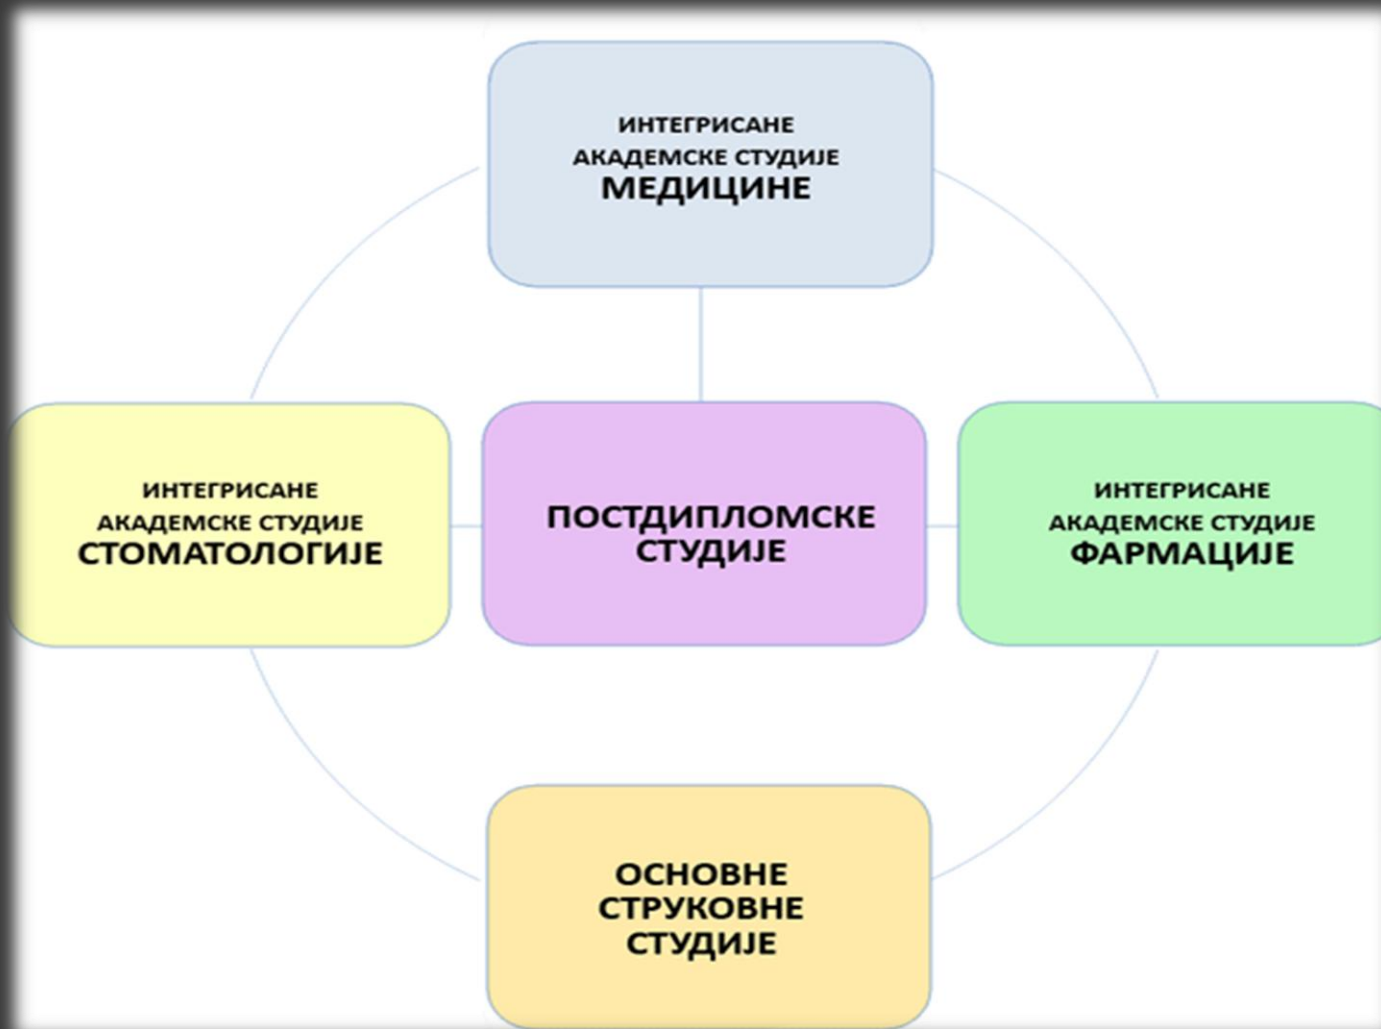 ИНТЕГРИСАНЕ
АКАДЕМСКЕ СТУДИЈЕ
МЕДИЦИНЕ
ИНТЕГРИСАНЕ
АКАДЕМСКЕ СТУДИЈЕ
СТОМАТОЛОГИЈЕ
ПОСТДИПЛОМСКЕ
СТУДИЈЕ
ИНТЕГРИСАНЕ
АКАДЕМСКЕ СТУДИЈЕ
ФАРМАЦИЈЕ
ОСНОВНЕ
СТРУКОВНЕ
СТУДИЈЕ